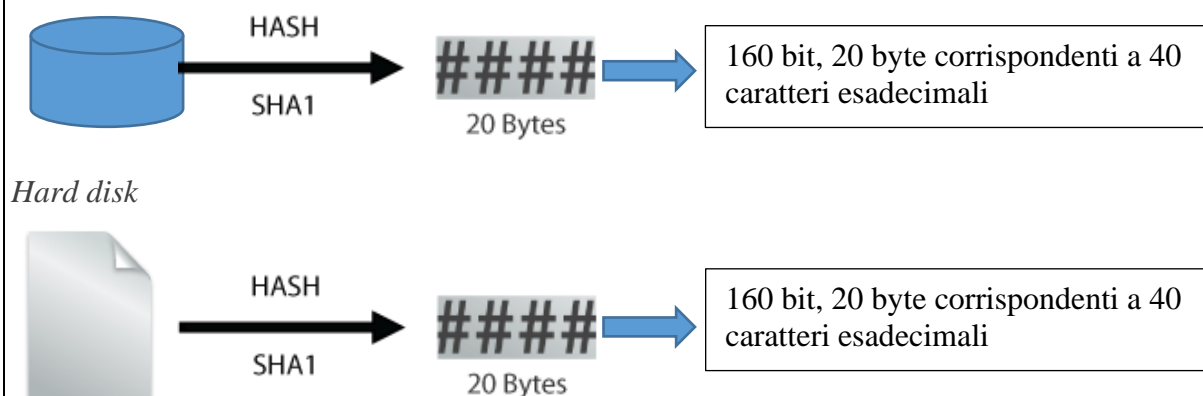 HASH
SHA1
####
20 Bytes
160 bit, 20 byte corrispondenti a 40
caratteri esadecimali
Hard disk
HASH
SHA1
####
20 Bytes
160 bit, 20 byte corrispondenti a 40
caratteri esadecimali